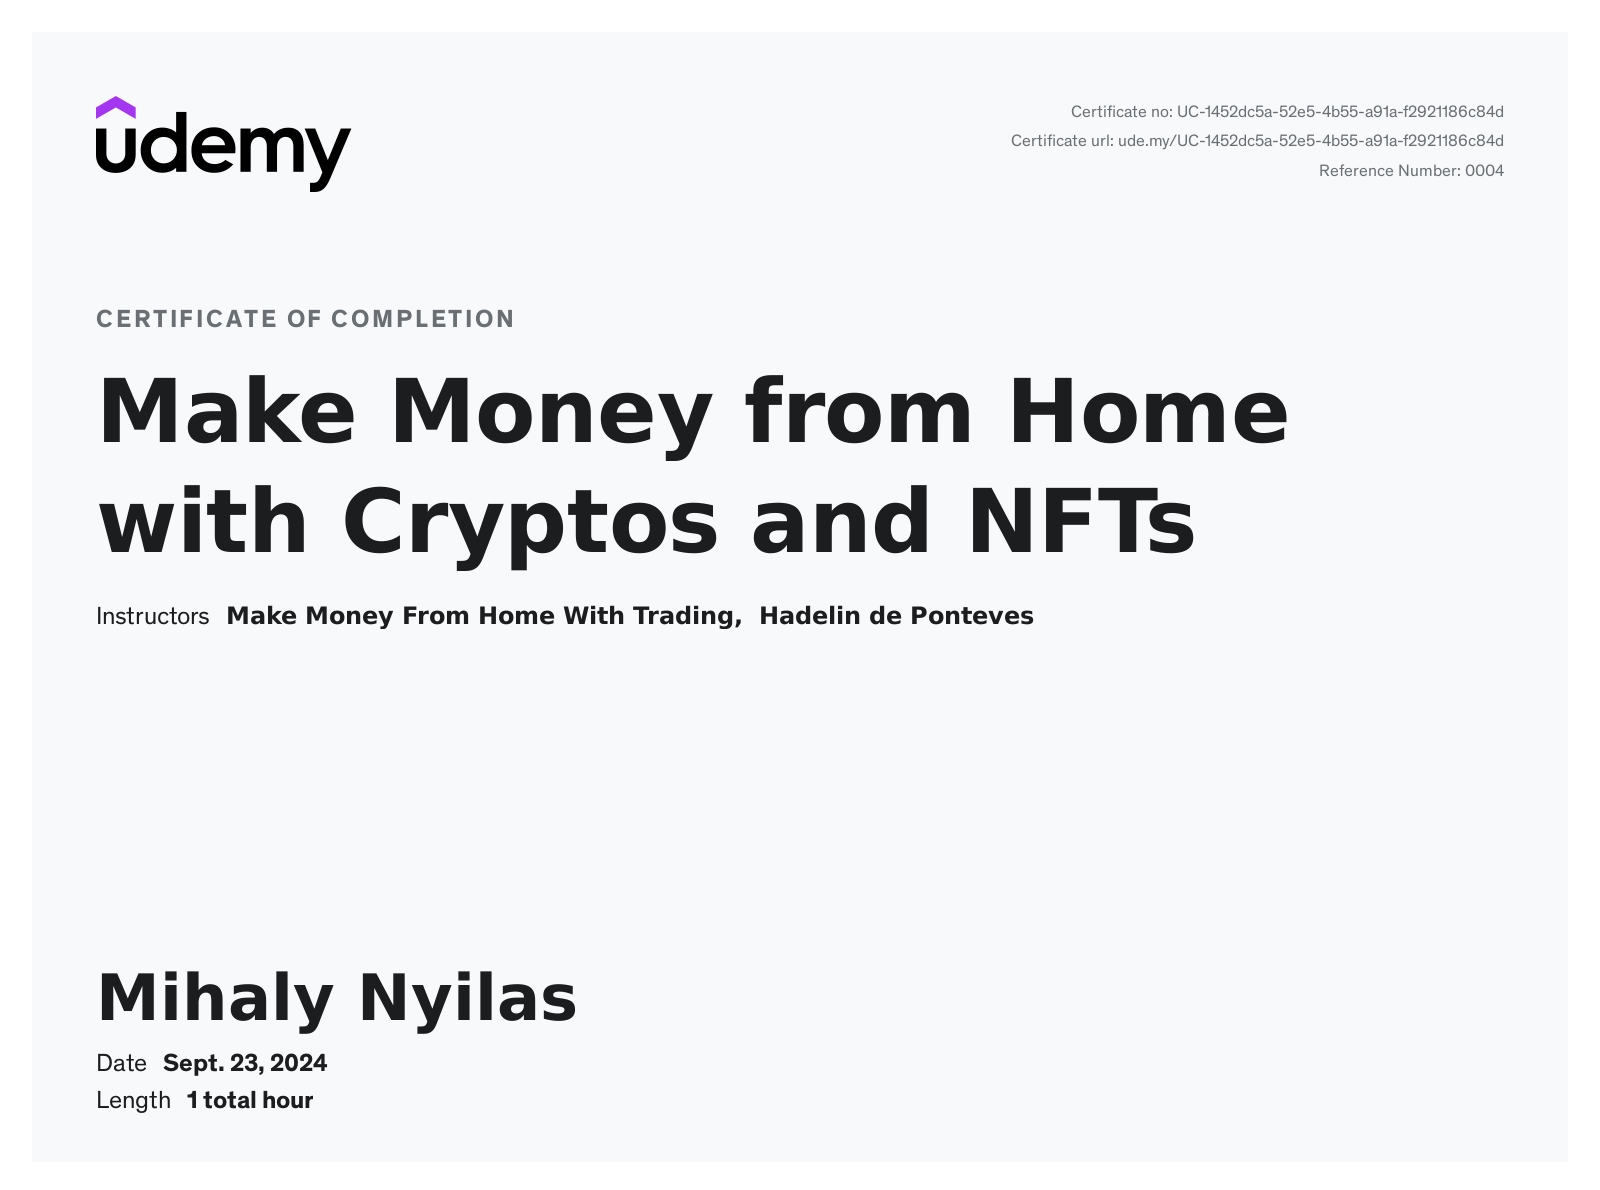 udemy
Certificate no: UC-1452dc5a-52e5-4b55-a91a-f2921186c84d
Certificate url: ude.my/UC-1452dc5a-52e5-4b55-a91a-f2921186c84d
Reference Number: 0004
CERTIFICATE OF COMPLETION
Make Money from Home
with Cryptos and NFTs
Instructors Make Money From Home With Trading, Hadelin de Ponteves
Mihaly Nyilas
Date Sept. 23, 2024
Length 1 total hour